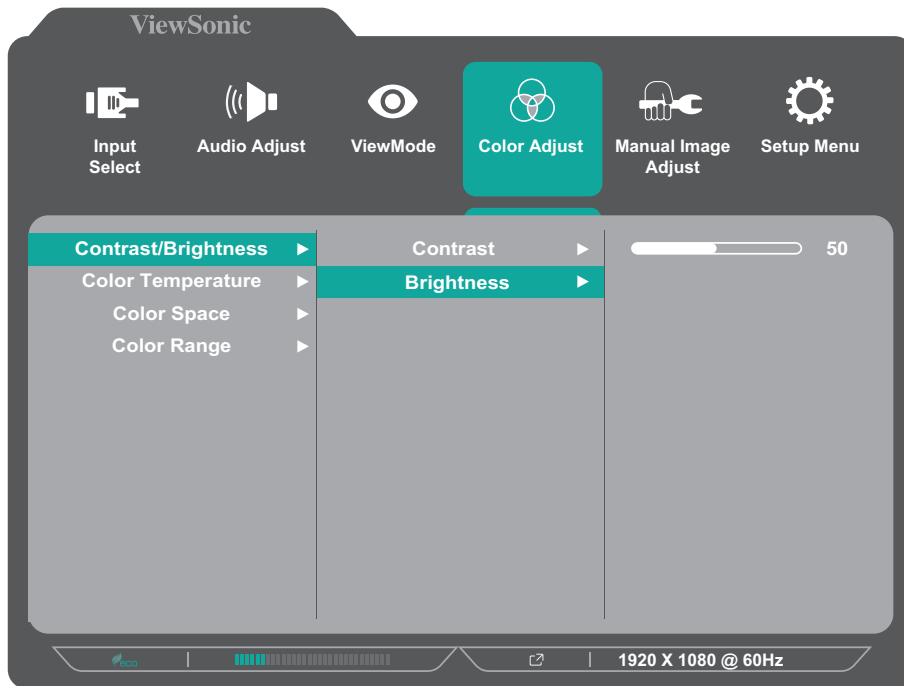 ViewSonic
Input
Select
Audio Adjust
ViewMode
Color Adjust
Manual Image
Adjust
Setup Menu
Contrast/Brightness
Color Temperature
Color Space
Color Range
Contrast
Brightness
50
eco
1920 X 1080 @ 60Hz